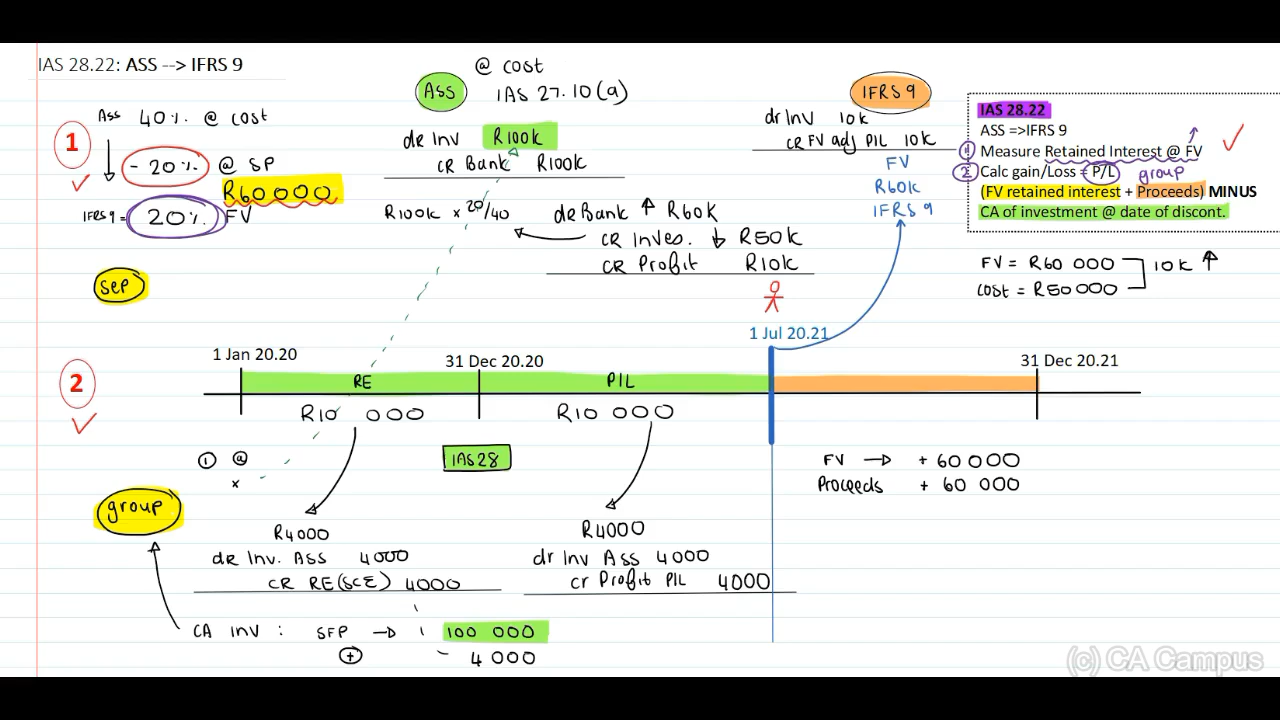 IAS 28.22: ASS --> IFRS 9
1
Ass 40% @ cost
- 20% @ SP
R60 000
IFRS 9 = 20% FV
Sep
@ cost
Ass IAS 27.10(a)
dr Inv R100k
cr Bank R100k
R100k x 20/40
dr Bank ↑ R60k
cr Inves. ↓ R50k
cr Profit R10k
IFRS 9
dr Inv 10k
cr FV adj P/L 10k
FV
R60k
IFRS 9
IAS 28.22
ASS =>IFRS 9
① Measure Retained Interest @ FV
② Calc gain/Loss = P/L group
(FV retained interest + Proceeds) MINUS
CA of investment @ date of discont.
FV = R60 000
cost = R50 000
10k ↑
2
1 Jan 20.20
31 Dec 20.20
1 Jul 20.21
31 Dec 20.21
RE
P/L
R10 000
R10 000
① @
x
IAS 28
group
R4000
dr Inv. Ass 4000
cr RE(SCE) 4000
R4000
dr Inv Ass 4000
cr Profit P/L 4000
FV → + 60 000
Proceeds + 60 000
CA inv : SFP → 100 000
+ - 4 000
(c) CA Campus